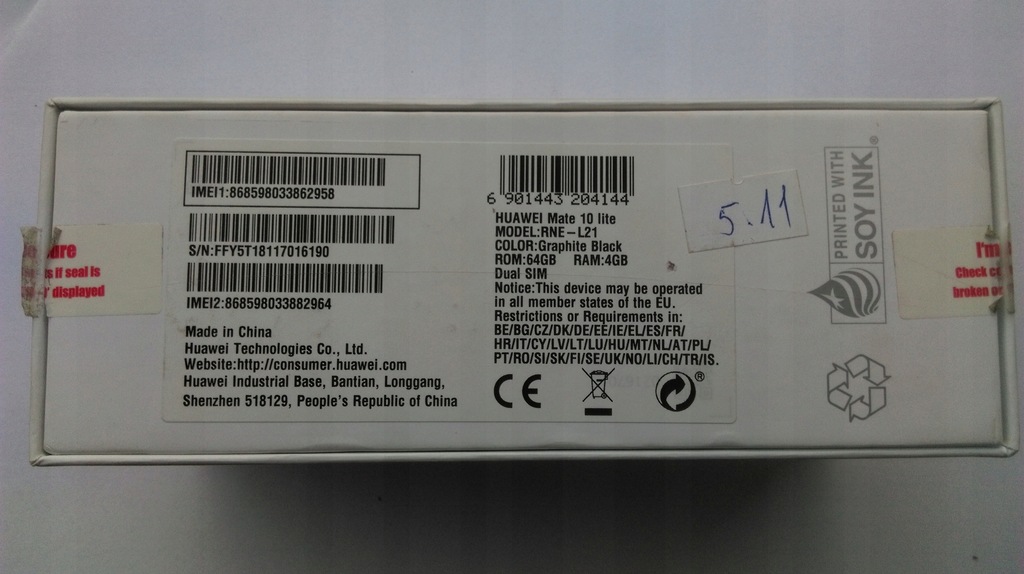 IMEI1:868598033862958
S/N:FFY5T18117016190
IMEI2:868598033882964
Made in China
Huawei Technologies Co., Ltd.
Website:http://consumer.huawei.com
Huawei Industrial Base, Bantian, Longgang,
Shenzhen 518129, People's Republic of China
6 901443 204144
HUAWEI Mate 10 lite
MODEL:RNE-L21
COLOR:Graphite Black
ROM:64GB RAM:4GB
Dual SIM
Notice:This device may be operated
in all member states of the EU.
Restrictions or Requirements in:
BE/BG/CZ/DK/DE/EE/IE/EL/ES/FR/
HR/IT/CY/LV/LT/LU/HU/MT/NL/AT/PL/
PT/RO/SI/SK/FI/SE/UK/NO/LI/CH/TR/IS.
CE
®
5.11
PRINTED WITH
SOY INK®
if seal is
displayed
I'm
Check
broken